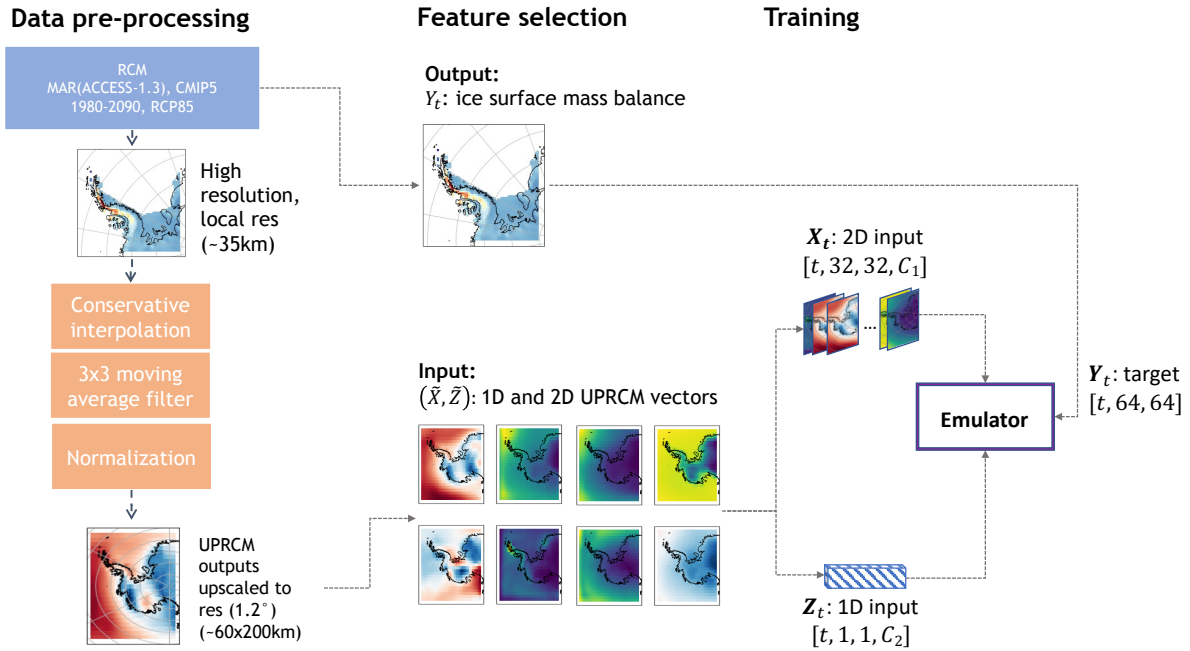 Data pre-processing
Feature selection
Training
RCM
MAR(ACCESS-1.3), CMIP5
1980-2090, RCP85
High
resolution,
local res
(~35km)
Conservative
interpolation
3x3 moving
average filter
Normalization
UPRCM
outputs
upscaled to
res (1.2°)
(~60x200km)
Output:
Y_t: ice surface mass balance
Input:
(X̃, Z̃): 1D and 2D UPRCM vectors
X_t: 2D input
[t, 32, 32, C_1]
...
Emulator
Y_t: target
[t, 64, 64]
Z_t: 1D input
[t, 1, 1, C_2]